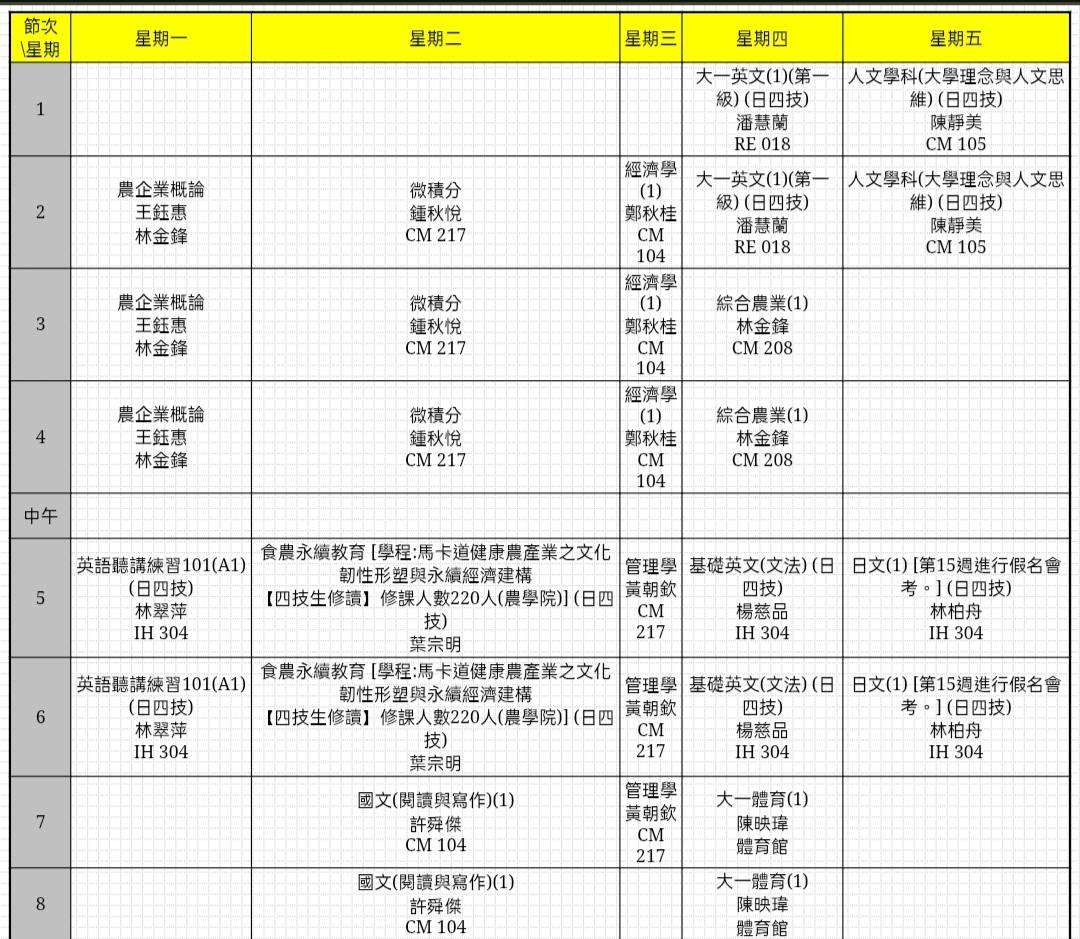 節次
\星期
星期一
星期二
星期三
星期四
星期五
1
大一英文(1)(第一
級) (日四技)
潘慧蘭
RE 018
人文學科(大學理念與人文思
維) (日四技)
陳靜美
CM 105
2
農企業概論
王鈺惠
林金鋒
微積分
鍾秋悅
CM 217
經濟學
(1)
鄭秋桂
CM
104
大一英文(1)(第一
級) (日四技)
潘慧蘭
RE 018
人文學科(大學理念與人文思
維) (日四技)
陳靜美
CM 105
3
農企業概論
王鈺惠
林金鋒
微積分
鍾秋悅
CM 217
經濟學
(1)
鄭秋桂
CM
104
綜合農業(1)
林金鋒
CM 208
4
農企業概論
王鈺惠
林金鋒
微積分
鍾秋悅
CM 217
經濟學
(1)
鄭秋桂
CM
104
綜合農業(1)
林金鋒
CM 208
中午
5
英語聽講練習101(A1)
(日四技)
林翠萍
IH 304
食農永續教育 [學程:馬卡道健康農產業之文化
韌性形塑與永續經濟建構
【四技生修讀】修課人數220人(農學院)] (日四
技)
葉宗明
管理學
黃朝欽
CM
217
基礎英文(文法) (日
四技)
楊慈品
IH 304
日文(1) [第15週進行假名會
考。] (日四技)
林柏舟
IH 304
6
英語聽講練習101(A1)
(日四技)
林翠萍
IH 304
食農永續教育 [學程:馬卡道健康農產業之文化
韌性形塑與永續經濟建構
【四技生修讀】修課人數220人(農學院)] (日四
技)
葉宗明
管理學
黃朝欽
CM
217
基礎英文(文法) (日
四技)
楊慈品
IH 304
日文(1) [第15週進行假名會
考。] (日四技)
林柏舟
IH 304
7
國文(閱讀與寫作)(1)
許舜傑
CM 104
管理學
黃朝欽
CM
217
大一體育(1)
陳映瑋
體育館
8
國文(閱讀與寫作)(1)
許舜傑
CM 104
大一體育(1)
陳映瑋
體育館